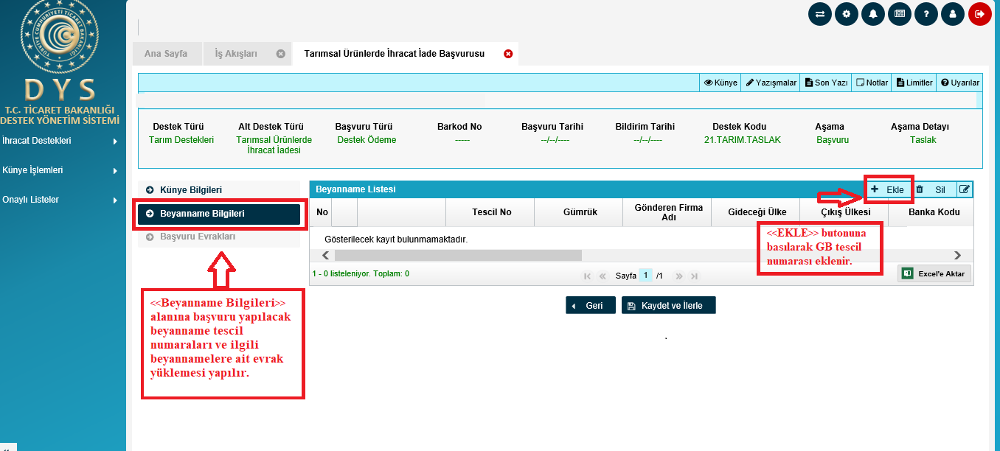 DYS
T.C. TİCARET BAKANLIĞI
DESTEK YÖNETİM SİSTEMİ
İhracat Destekleri
Künye İşlemleri
Onaylı Listeler
Ana Sayfa
İş Akışları
Tarımsal Ürünlerde İhracat İade Başvurusu
Künye Yazışmalar Son Yazı Notlar Limitler Uyarılar
Destek Türü Alt Destek Türü Başvuru Türü Barkod No Başvuru Tarihi Bildirim Tarihi Destek Kodu Aşama Aşama Detayı
Tarım Destekleri Tarımsal Ürünlerde Destek Ödeme ----- --/--/---- --/--/---- 21.TARIM.TASLAK Başvuru Taslak
İhracat İadesi
Künye Bilgileri
Beyanname Bilgileri
Başvuru Evrakları
<<Beyanname Bilgileri>>
alanına başvuru yapılacak
beyanname tescil
numaraları ve ilgili
beyannamelere ait evrak
yüklemesi yapılır.
Beyanname Listesi
+ Ekle Sil
No Tescil No Gümrük Gönderen Firma Gideceği Ülke Çıkış Ülkesi Banka Kodu
Adı
Gösterilecek kayıt bulunmamaktadır.
<<EKLE>> butonuna
basılarak GB tescil
numarası eklenir.
1 - 0 listeleniyor. Toplam: 0
Sayfa 1 /1
Excel'e Aktar
Geri
Kaydet ve İlerle